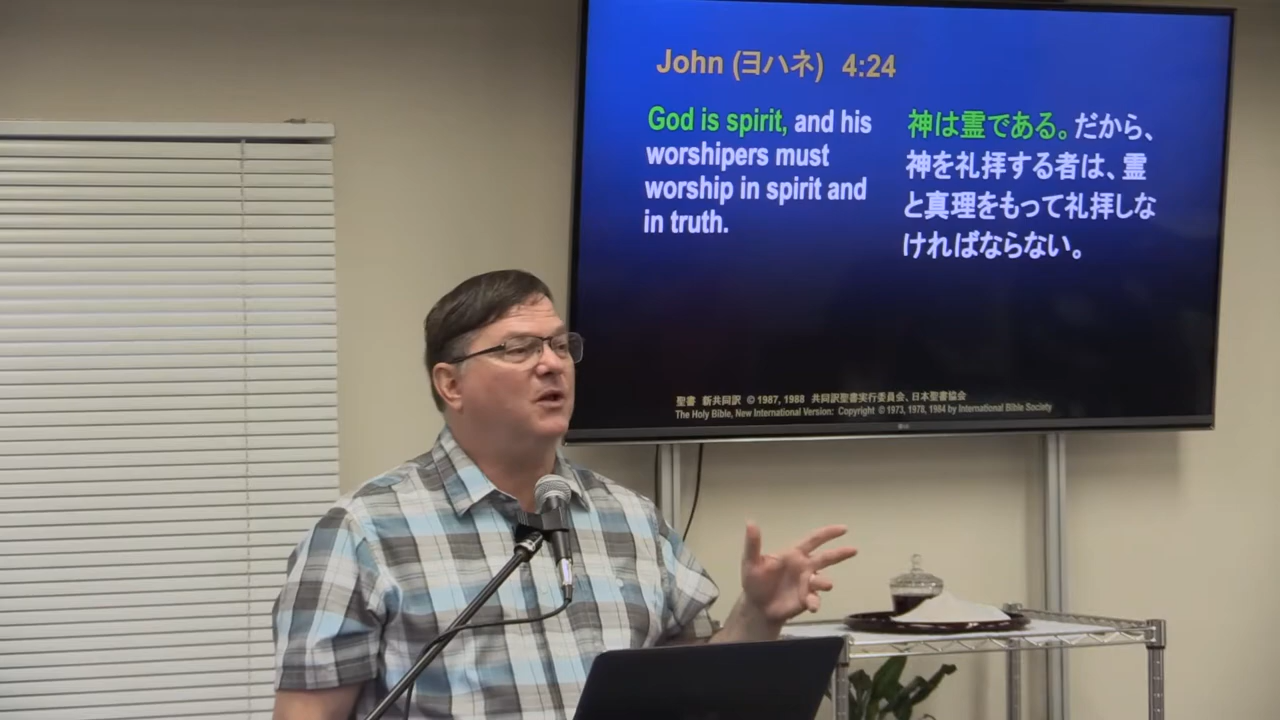 John (ヨハネ) 4:24
God is spirit, and his
worshipers must
worship in spirit and
in truth.
神は霊である。だから、
神を礼拝する者は、霊
と真理をもって礼拝しな
ければならない。
聖書 新共同訳 © 1987, 1988 共同訳聖書実行委員会、日本聖書協会
The Holy Bible, New International Version: Copyright © 1973, 1978, 1984 by International Bible Society
LG